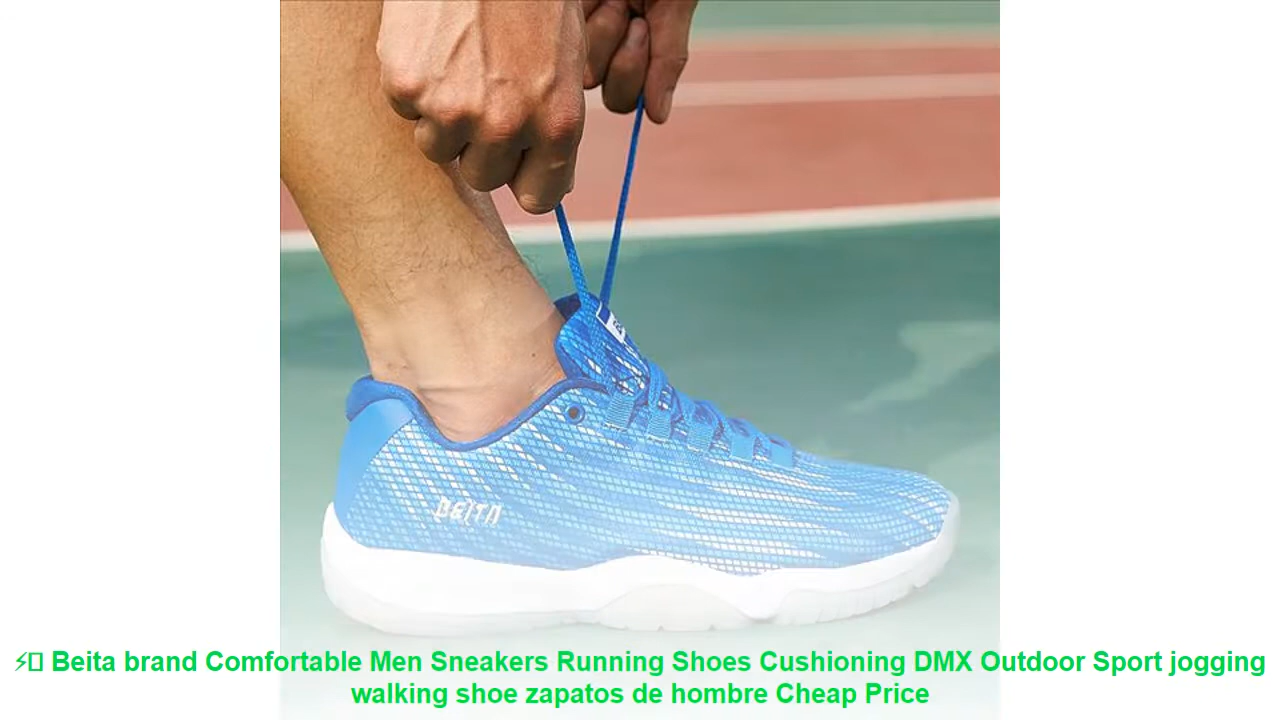 BEITA
⚡▯ Beita brand Comfortable Men Sneakers Running Shoes Cushioning DMX Outdoor Sport jogging
walking shoe zapatos de hombre Cheap Price